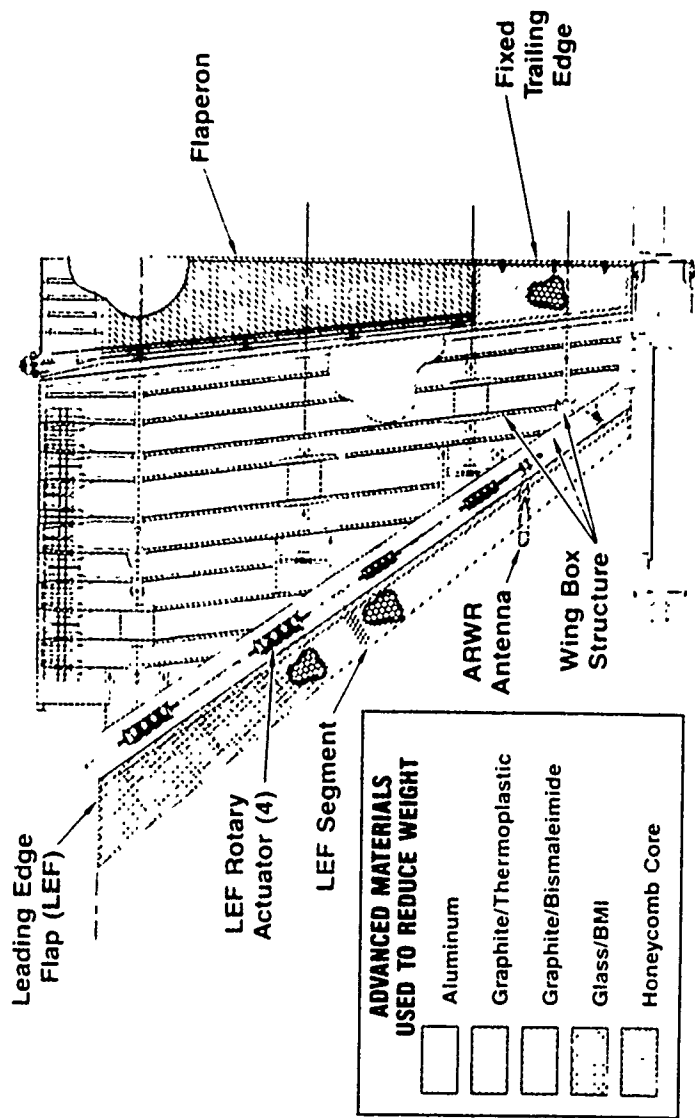 Leading Edge
Flap (LEF)
LEF Rotary
Actuator (4)
LEF Segment
ARWR
Antenna
Wing Box
Structure
Flaperon
Fixed
Trailing
Edge
ADVANCED MATERIALS
USED TO REDUCE WEIGHT
Aluminum
Graphite/Thermoplastic
Graphite/Bismaleimide
Glass/BMI
Honeycomb Core